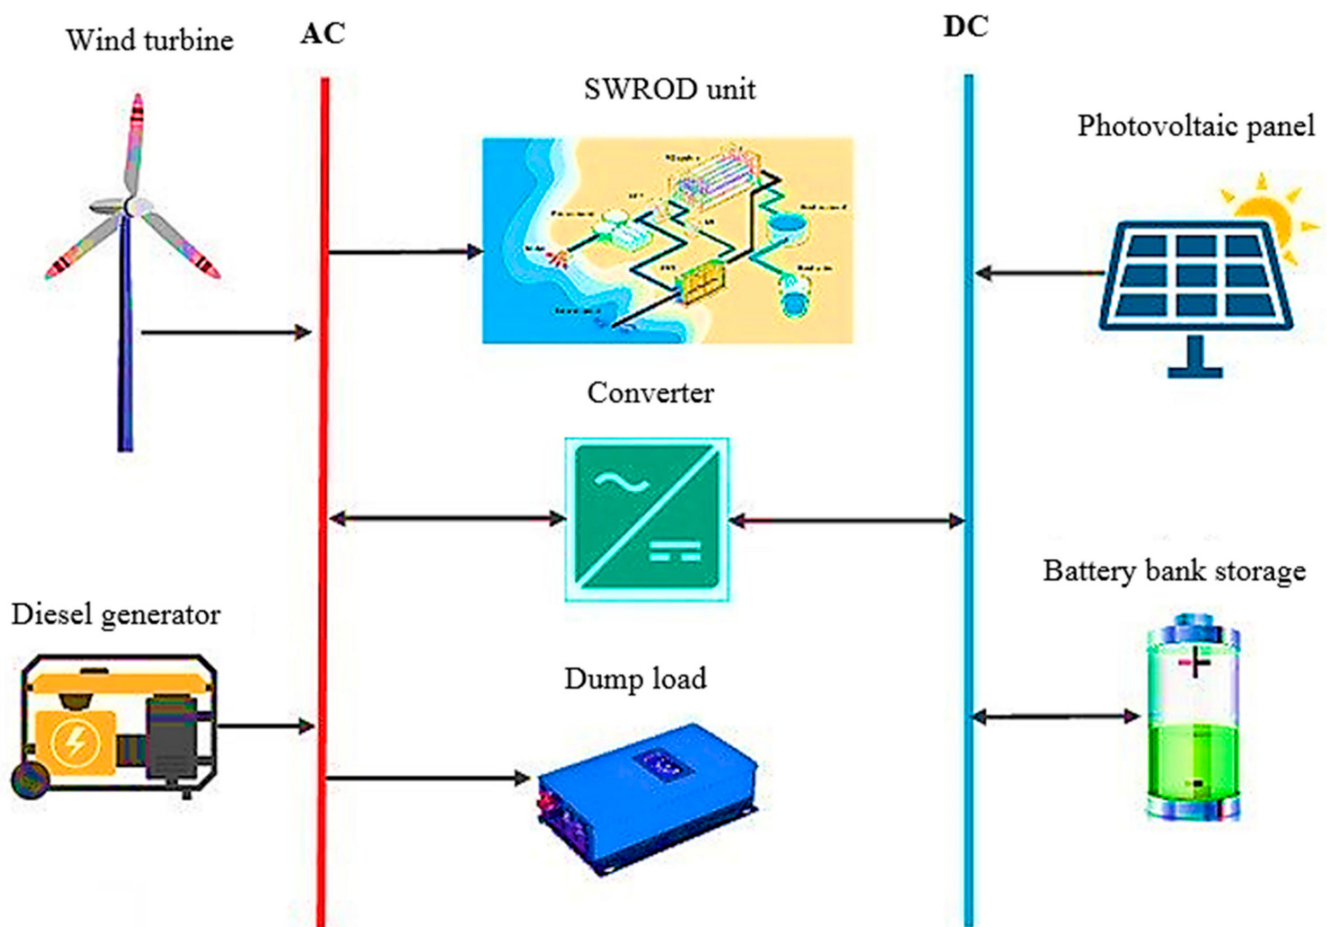 Wind turbine
AC
DC
SWROD unit
Photovoltaic panel
Converter
Battery bank storage
Diesel generator
Dump load